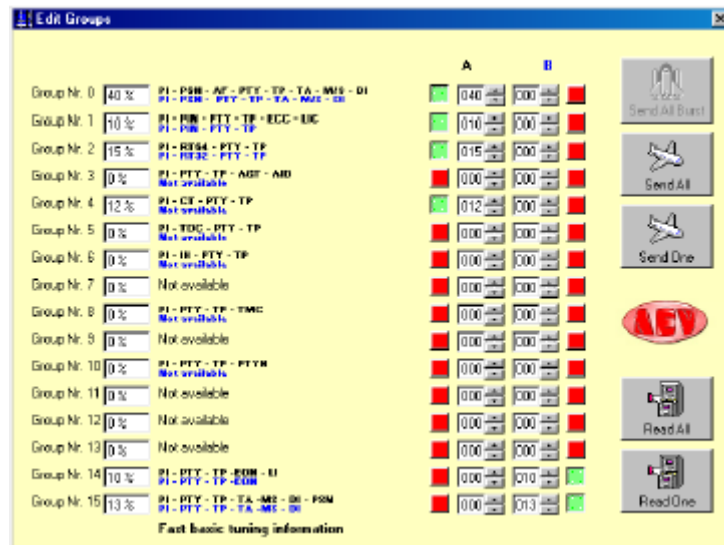 Edit Groups
A B
Group Nr. 0 40 % PI - PSN - AF - PTY - TP - TA - M/S - DI 040 000
PI - PSN - PTY - TP - TA - M/S - DI
Group Nr. 1 10 % PI - PIN - PTY - TP - ECC - LIC 010 000
PI - PIN - PTY - TP
Group Nr. 2 15 % PI - RT64 - PTY - TP 015 000
PI - RT32 - PTY - TP
Group Nr. 3 0 % PI - PTY - TP - AGT - AID 000 000
Not available
Group Nr. 4 12 % PI - CT - PTY - TP 012 000
Not available
Group Nr. 5 0 % PI - TDC - PTY - TP 000 000
Not available
Group Nr. 6 0 % PI - IH - PTY - TP 000 000
Not available
Group Nr. 7 0 % Not available 000 000
Group Nr. 8 0 % PI - PTY - TP - TMC 000 000
Not available
Group Nr. 9 0 % Not available 000 000
Group Nr. 10 0 % PI - PTY - TP - PTYN 000 000
Not available
Group Nr. 11 0 % Not available 000 000
Group Nr. 12 0 % Not available 000 000
Group Nr. 13 0 % Not available 000 000
Group Nr. 14 10 % PI - PTY - TP -EON - LI 000 010
PI - PTY - TP -EON
Group Nr. 15 13 % PI - PTY - TP - TA -MS - DI - PSN 000 013
PI - PTY - TP - TA -MS - DI
Fast baxic tuning information
Send All Burst
Send All
Send One
AEV
Read All
Read One